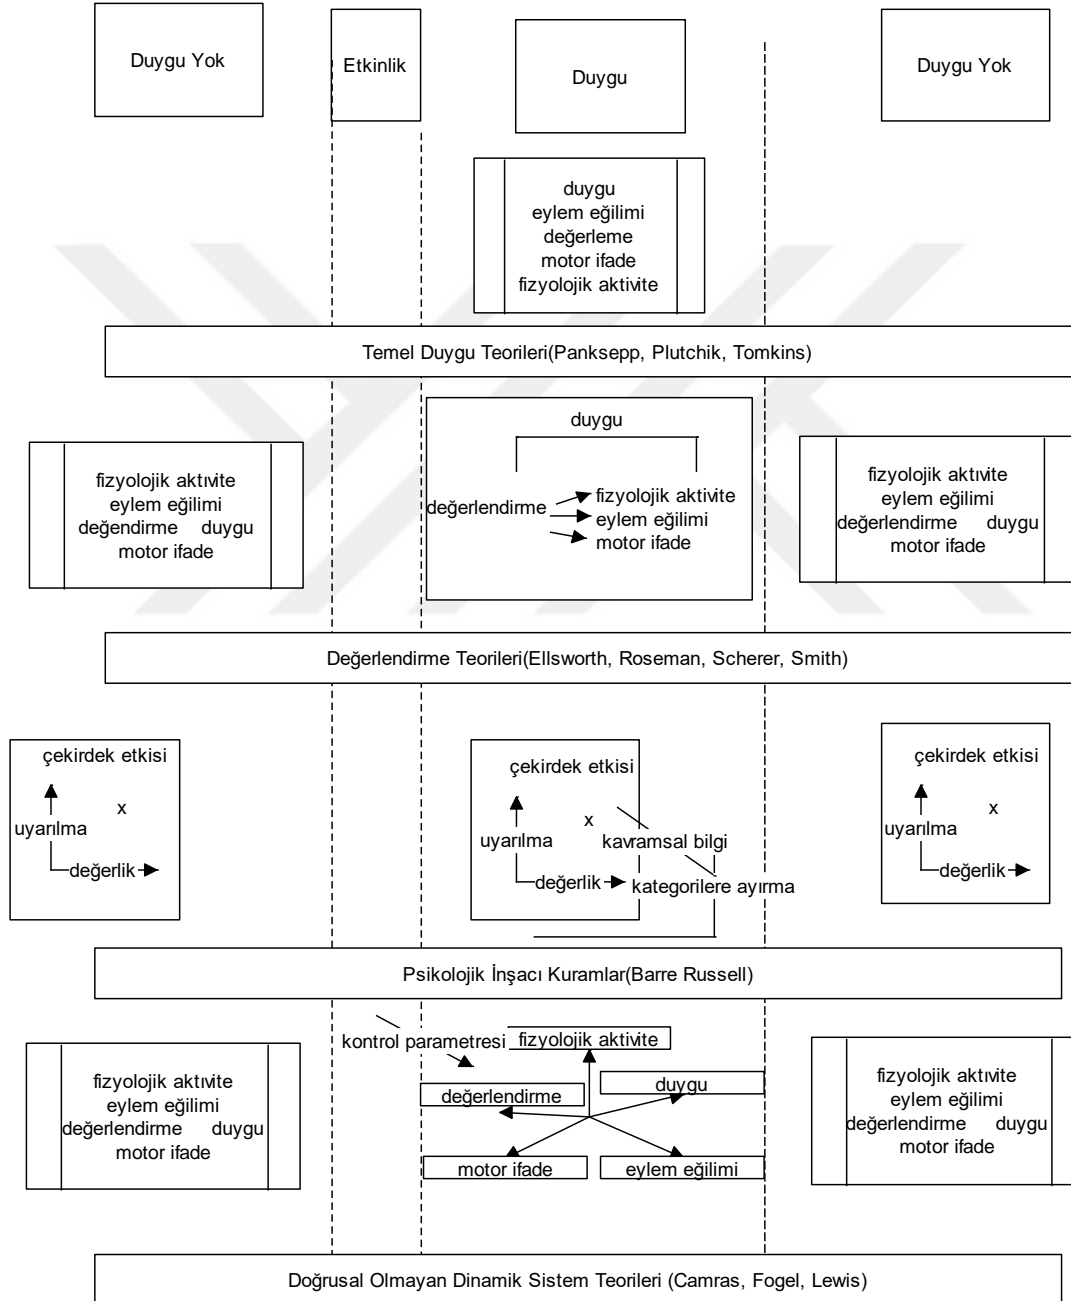 Duygu Yok
Etkinlik
Duygu
Duygu Yok
duygu
eylem eğilimi
değerleme
motor ifade
fizyolojik aktivite
Temel Duygu Teorileri(Panksepp, Plutchik, Tomkins)
fizyolojik aktıvite
eylem eğilimi
değendirme duygu
motor ifade
duygu
değerlendirme
fizyolojik aktivite
eylem eğilimi
motor ifade
fizyolojik aktivite
eylem eğilimi
değerlendirme duygu
motor ifade
Değerlendirme Teorileri(Ellsworth, Roseman, Scherer, Smith)
çekirdek etkisi
x
uyarılma
değerlik
çekirdek etkisi
x
uyarılma
kavramsal bilgi
değerlik
kategorilere ayırma
çekirdek etkisi
x
uyarılma
değerlik
Psikolojik İnşacı Kuramlar(Barre Russell)
fizyolojik aktıvite
eylem eğilimi
değerlendirme duygu
motor ifade
kontrol parametresi
fizyolojik aktivite
değerlendirme
duygu
motor ifade
eylem eğilimi
fizyolojik aktivite
eylem eğilimi
değerlendirme duygu
motor ifade
Doğrusal Olmayan Dinamik Sistem Teorileri (Camras, Fogel, Lewis)